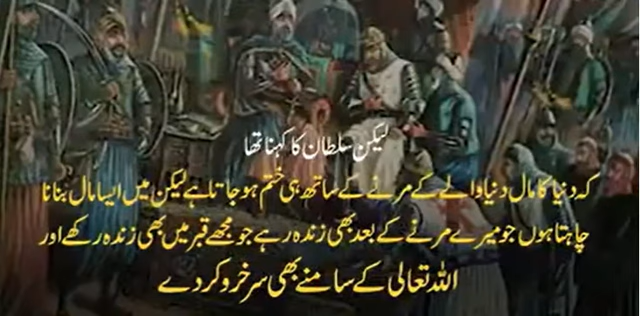 لیکن سلطان کا کہنا تھا
کہ دنیا کا مال دنیا والے کے مرنے کے ساتھ ہی ختم ہو جاتا ہے لیکن میں ایسا مال بنانا
چاہتا ہوں جو میرے مرنے کے بعد بھی زندہ رہے جو مجھے قبر میں بھی زندہ رکھے اور
اللہ تعالی کے سامنے بھی سرخرو کر دے